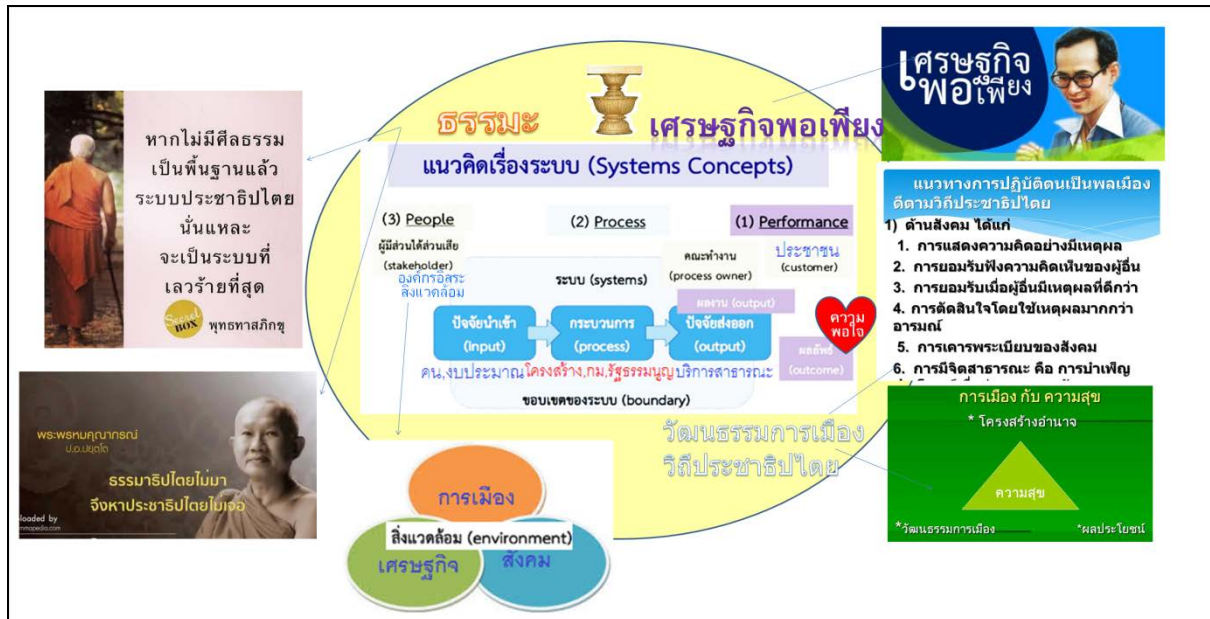 ธรรมะ
เศรษฐกิจพอเพียง
แนวคิดเรื่องระบบ (Systems Concepts)
(3) People
(2) Process
(1) Performance
ผู้มีส่วนได้ส่วนเสีย
(stakeholder)
องค์กรอิสระ
สิ่งแวดล้อม
ระบบ (systems)
คณะทำงาน
(process owner)
ประชาชน
(customer)
ผลงาน (output)
ความ
พอใจ
ปัจจัยนำเข้า
(input)
กระบวนการ
(process)
ปัจจัยส่งออก
(output)
ผลลัพธ์
(outcome)
คน,งบประมาณ
โครงสร้าง,กม,รัฐธรรมนูญ
บริการสาธารณะ
ขอบเขตของระบบ (boundary)
วัฒนธรรมการเมือง
วิถีประชาธิปไตย
การเมือง
สิ่งแวดล้อม (environment)
เศรษฐกิจ
สังคม
หากไม่มีศีลธรรม
เป็นพื้นฐานแล้ว
ระบบประชาธิปไตย
นั่นแหละ
จะเป็นระบบที่
เลวร้ายที่สุด
Secret
BOX
พุทธทาสภิกขุ
พระพรหมคุณาภรณ์
ป.อ.ปยุตโต
ธรรมาธิปไตยไม่มา
จึงหาประชาธิปไตยไม่เจอ
loaded by
mmapedia.com
เศรษฐกิจ
พอเพียง
แนวทางการปฏิบัติตนเป็นพลเมือง
ดีตามวิถีประชาธิปไตย
1) ด้านสังคม ได้แก่
1. การแสดงความคิดอย่างมีเหตุผล
2. การยอมรับฟังความคิดเห็นของผู้อื่น
3. การยอมรับเมื่อผู้อื่นมีเหตุผลที่ดีกว่า
4. การตัดสินใจโดยใช้เหตุผลมากกว่า
อารมณ์
5. การเคารพระเบียบของสังคม
6. การมีจิตสาธารณะ คือ การบำเพ็ญ
การเมือง กับ ความสุข
* โครงสร้างอำนาจ
ความสุข
*วัฒนธรรมการเมือง
*ผลประโยชน์